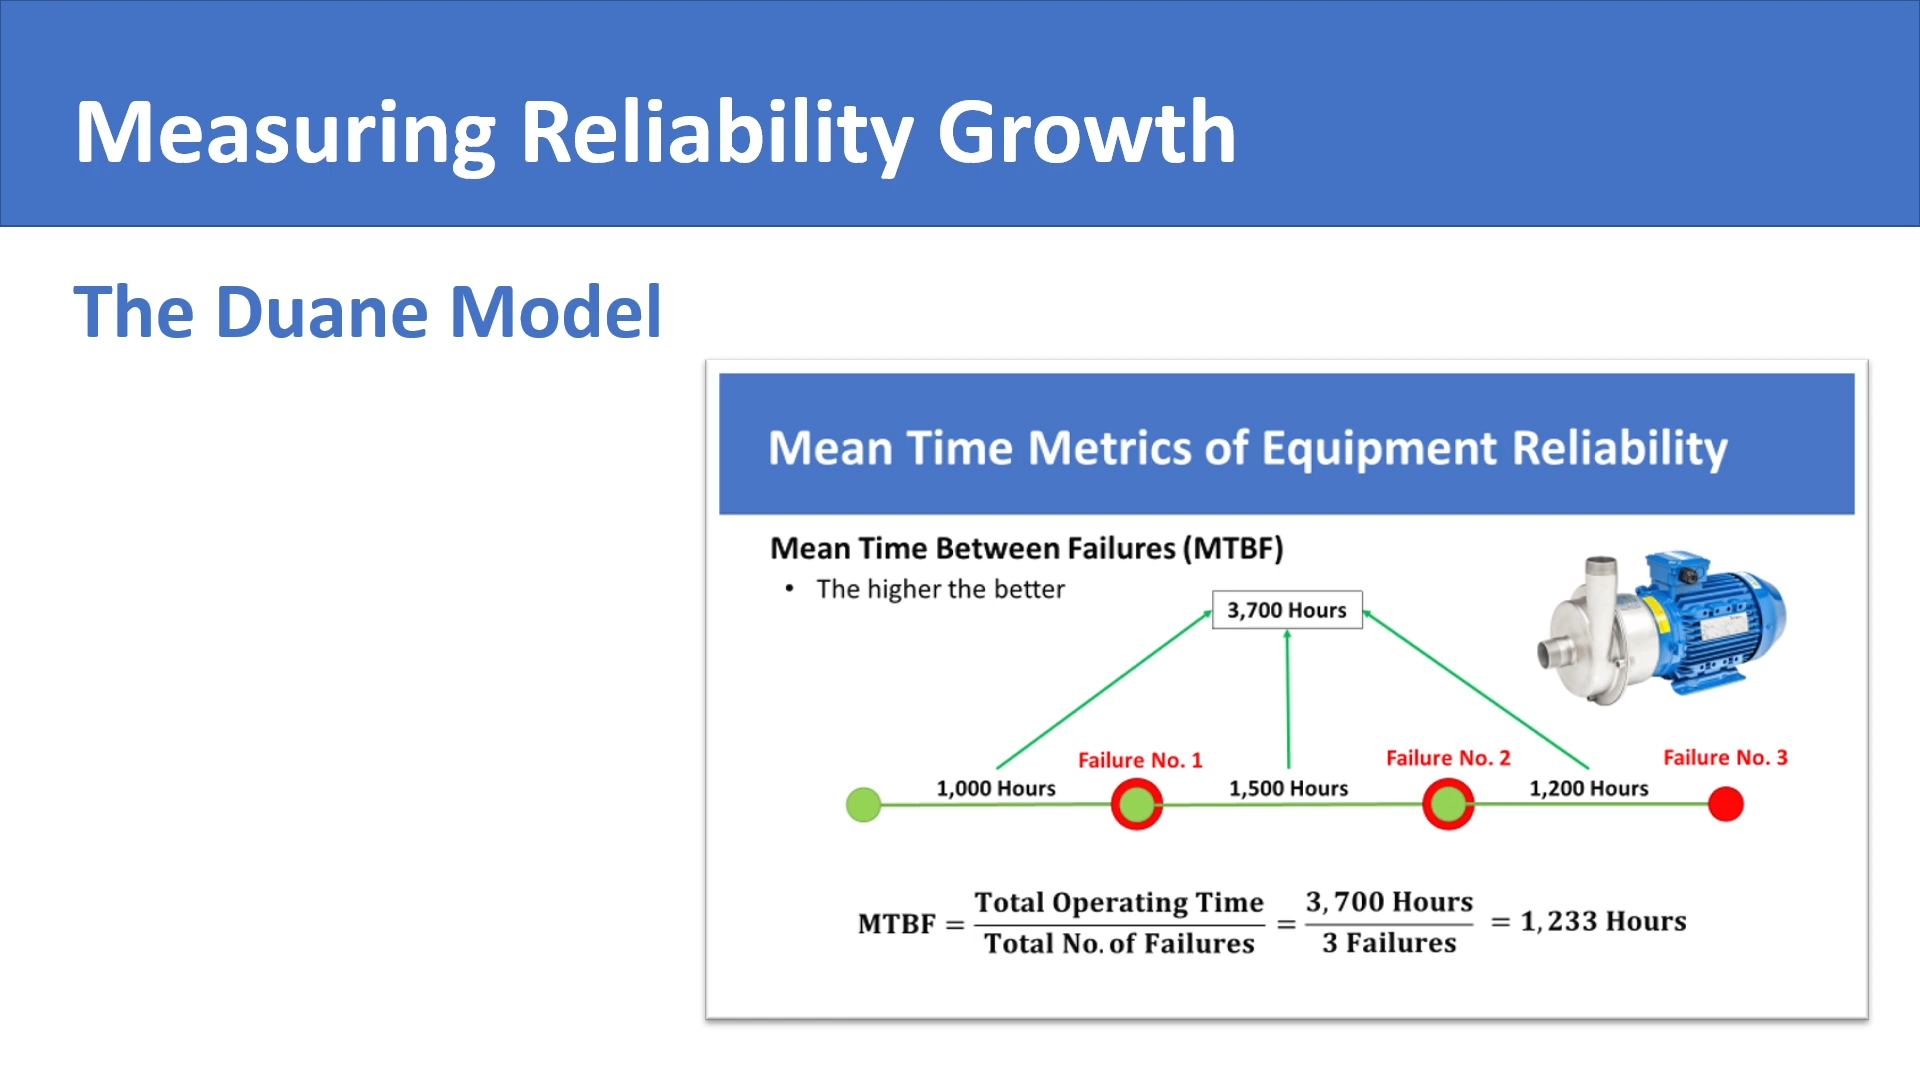 Measuring Reliability Growth
The Duane Model
Mean Time Metrics of Equipment Reliability
Mean Time Between Failures (MTBF)
• The higher the better
3,700 Hours
Failure No. 1
Failure No. 2
Failure No. 3
1,000 Hours
1,500 Hours
1,200 Hours
MTBF = Total Operating Time / Total No. of Failures = 3,700 Hours / 3 Failures = 1,233 Hours